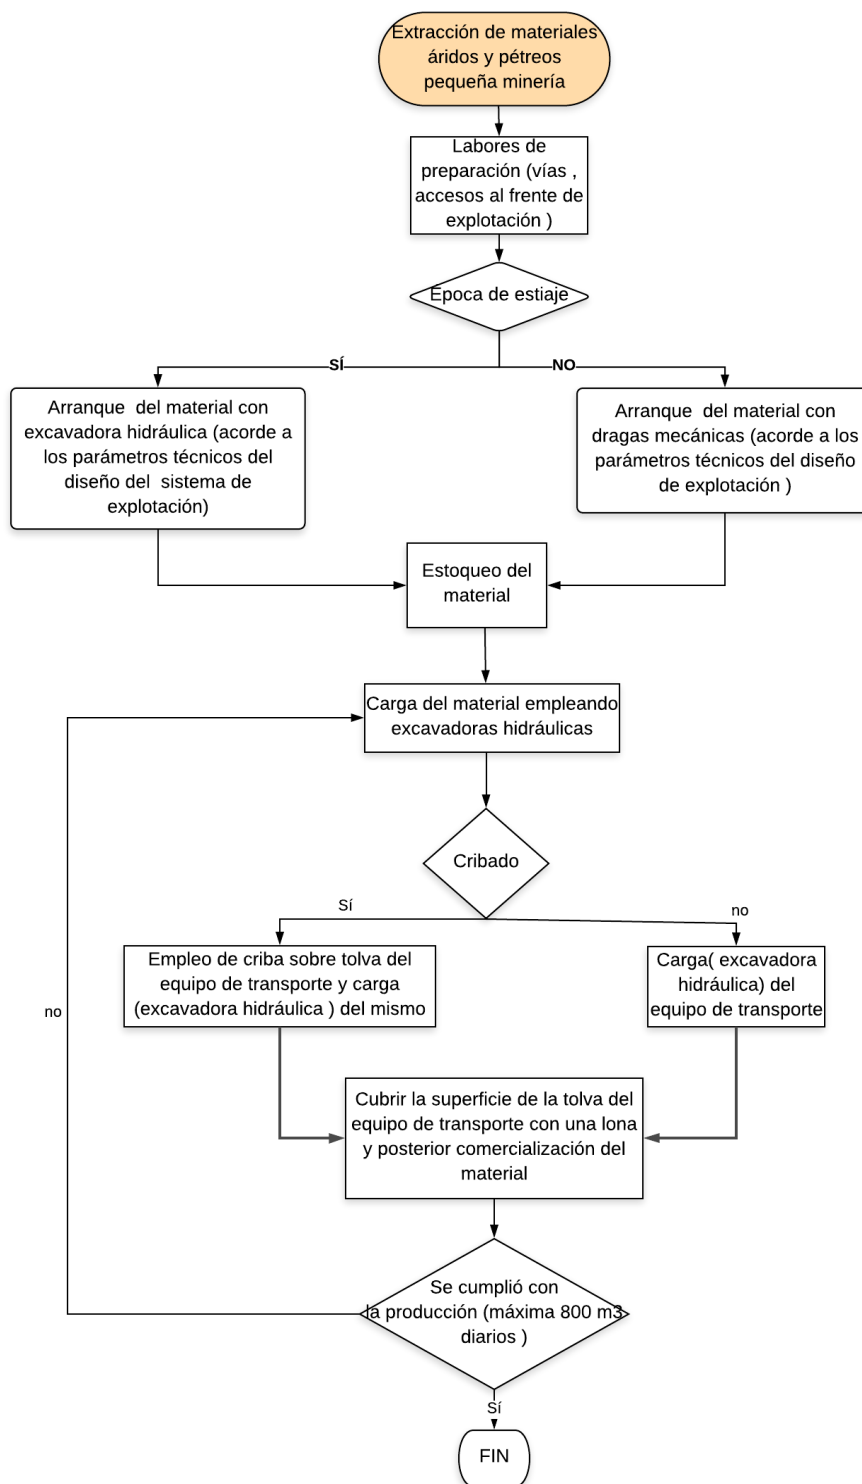 Extracción de materiales
áridos y pétreos
pequeña minería
Labores de
preparación (vías ,
accesos al frente de
explotación )
Epoca de estiaje
SÍ
NO
Arranque del material con
excavadora hidráulica (acorde a
los parámetros técnicos del
diseño del sistema de
explotación)
Arranque del material con
dragas mecánicas (acorde a los
parámetros técnicos del diseño
de explotación )
Estoqueo del
material
Carga del material empleando
excavadoras hidráulicas
Cribado
Sí
no
Empleo de criba sobre tolva del
equipo de transporte y carga
(excavadora hidráulica ) del mismo
Carga( excavadora
hidráulica) del
equipo de transporte
no
Cubrir la superficie de la tolva del
equipo de transporte con una lona
y posterior comercialización del
material
Se cumplió con
la producción (máxima 800 m3
diarios )
Sí
FIN